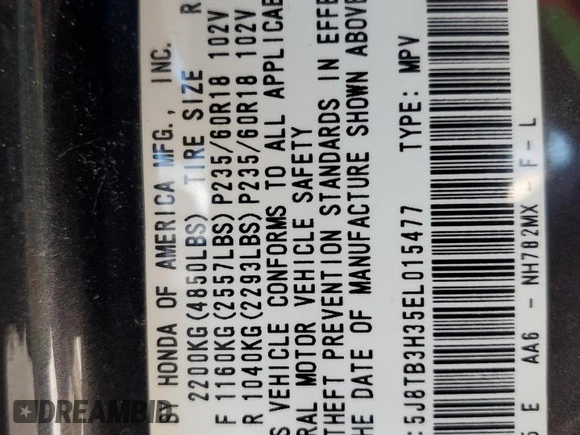 HONDA OF AMERICA MFG., INC.
2200KG(4850LBS) TIRE SIZE R
F 1160KG(2557LBS)P235/60R18 102V
R 1040KG(2293LBS)P235/60R18 102V
S VEHICLE CONFORMS TO ALL APPLICAB
RAL MOTOR VEHICLE SAFETY
THEFT PREVENTION STANDARDS IN EFFE
HE DATE OF MANUFACTURE SHOWN ABOVE
:5J8TB3H35EL015477 TYPE: MPV
E AA6 - NH782MX - F - L
DREAMBID